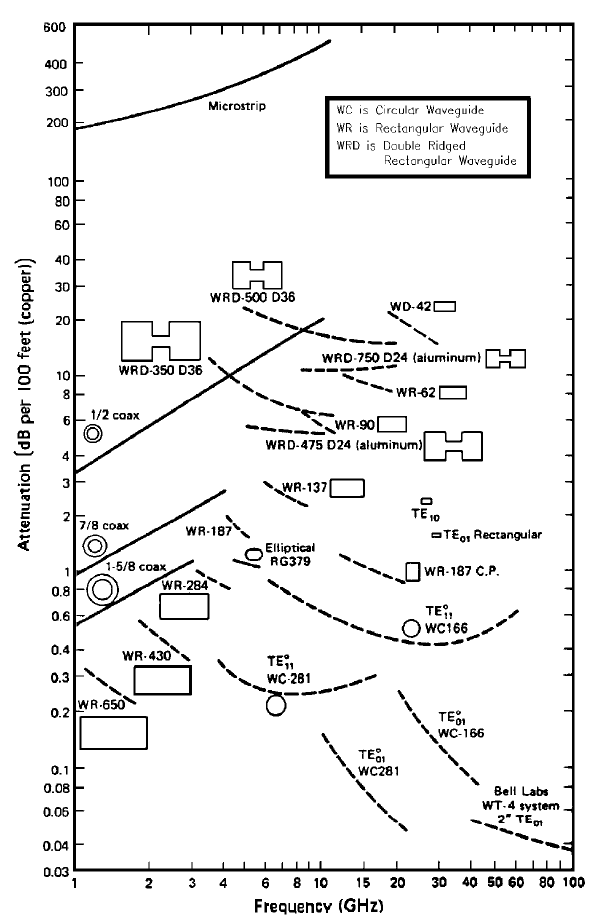 600
400
300
200
100
80
60
40
30
20
10
8
6
4
3
2
1
0.8
0.6
0.4
0.3
0.2
0.1
0.08
0.06
0.04
0.03
Attenuation (dB per 100 feet (copper))
Microstrip
WC is Circular Waveguide
WR is Rectangular Waveguide
WRD is Double Ridged
Rectangular Waveguide
WRD-500 D36
WD-42
WRD-350 D36
WRD-750 D24 (aluminum)
WR-62
1/2 coax
WR-90
WRD-475 D24 (aluminum)
WR-137
TE10
7/8 coax
WR-187
TE01 Rectangular
Elliptical
RG379
1-5/8 coax
WR-284
WR-187 C.P.
TE°11
WC166
WR-430
TE°11
WC-281
WR-650
TE°01
WC-166
TE°01
WC281
Bell Labs
WT-4 system
2" TE01
1 2 3 4 5 6 8 10 15 20 30 40 50 60 80 100
Frequency (GHz)